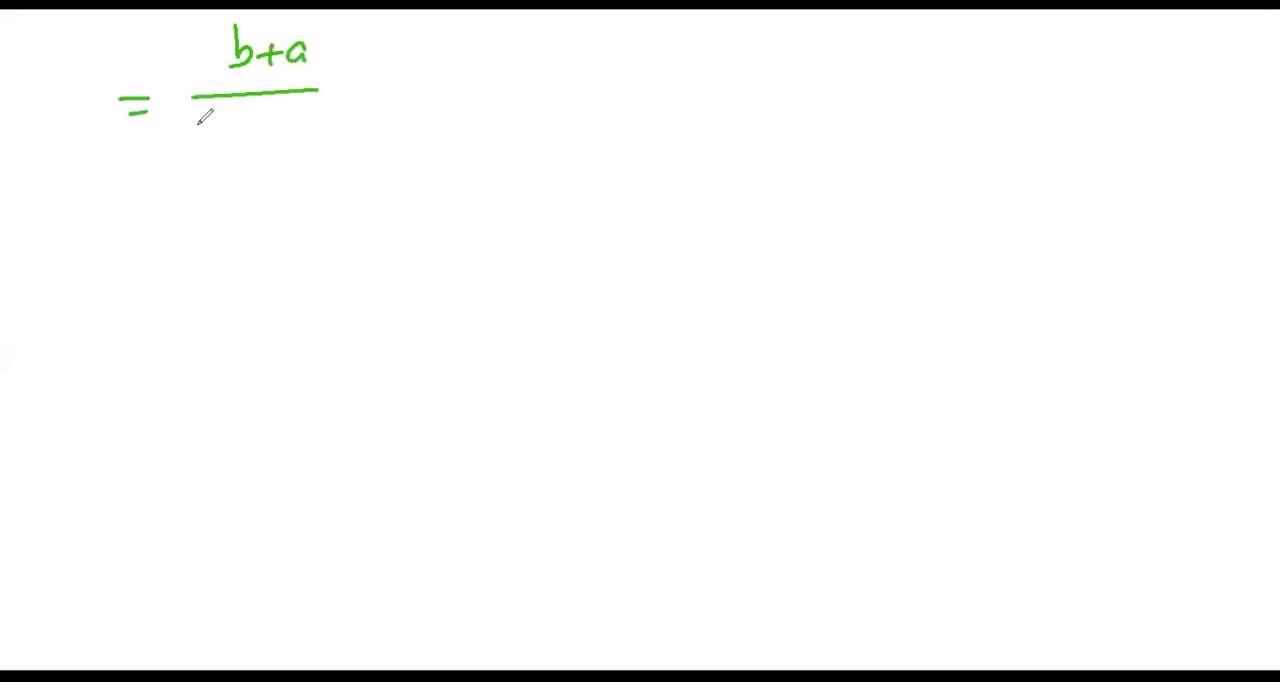 b+a
=